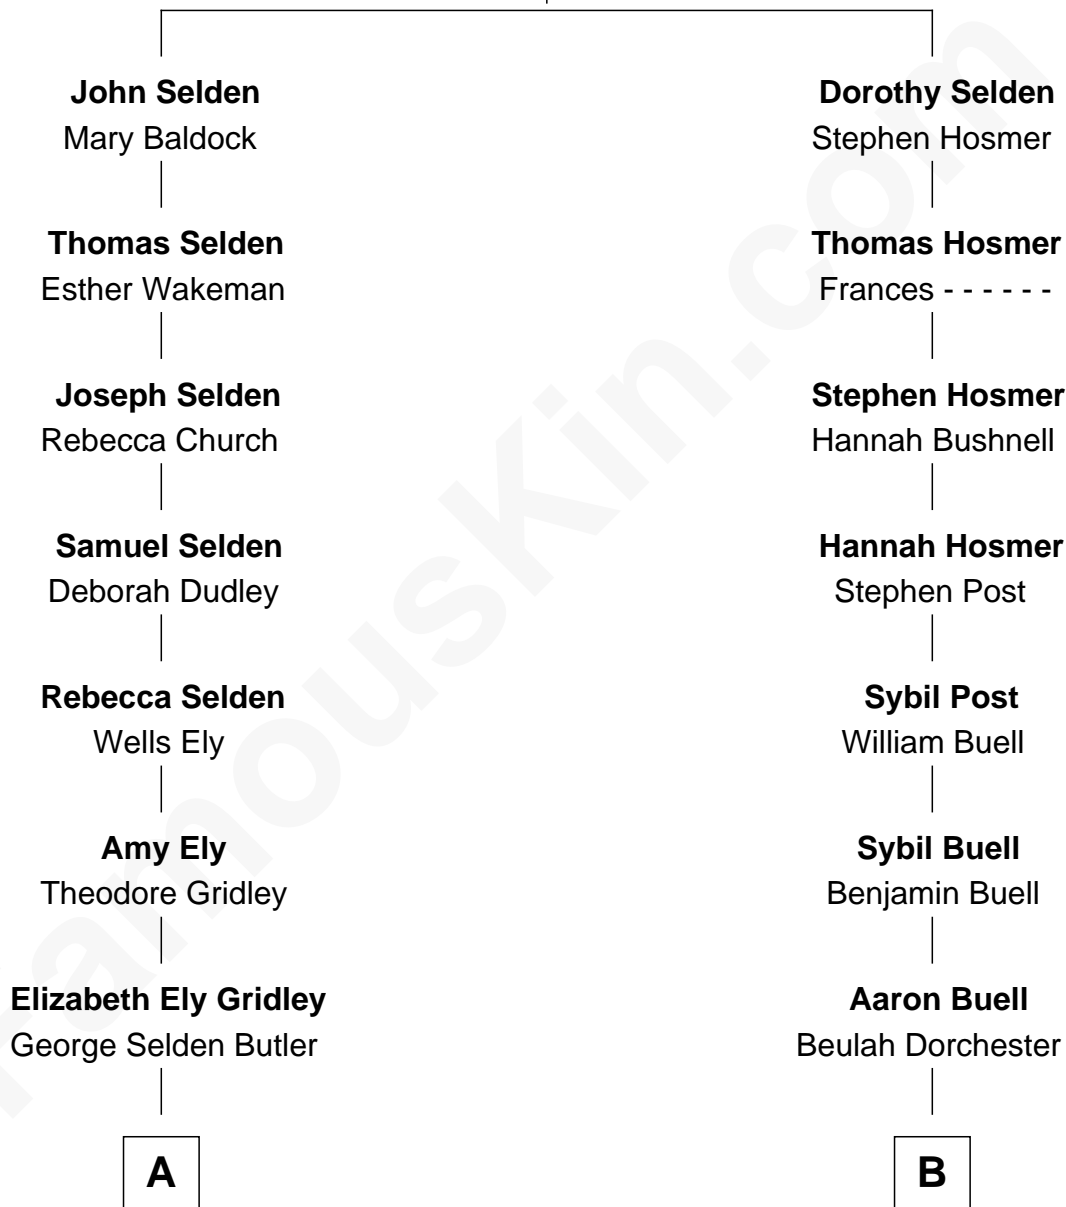 John Selden
Mary Baldock
Thomas Selden
Esther Wakeman
Joseph Selden
Rebecca Church
Samuel Selden
Deborah Dudley
Rebecca Selden
Wells Ely
Amy Ely
Theodore Gridley
Elizabeth Ely Gridley
George Selden Butler
A
Dorothy Selden
Stephen Hosmer
Thomas Hosmer
Frances - - - - - -
Stephen Hosmer
Hannah Bushnell
Hannah Hosmer
Stephen Post
Sybil Post
William Buell
Sybil Buell
Benjamin Buell
Aaron Buell
Beulah Dorchester
B
FamousKin.com